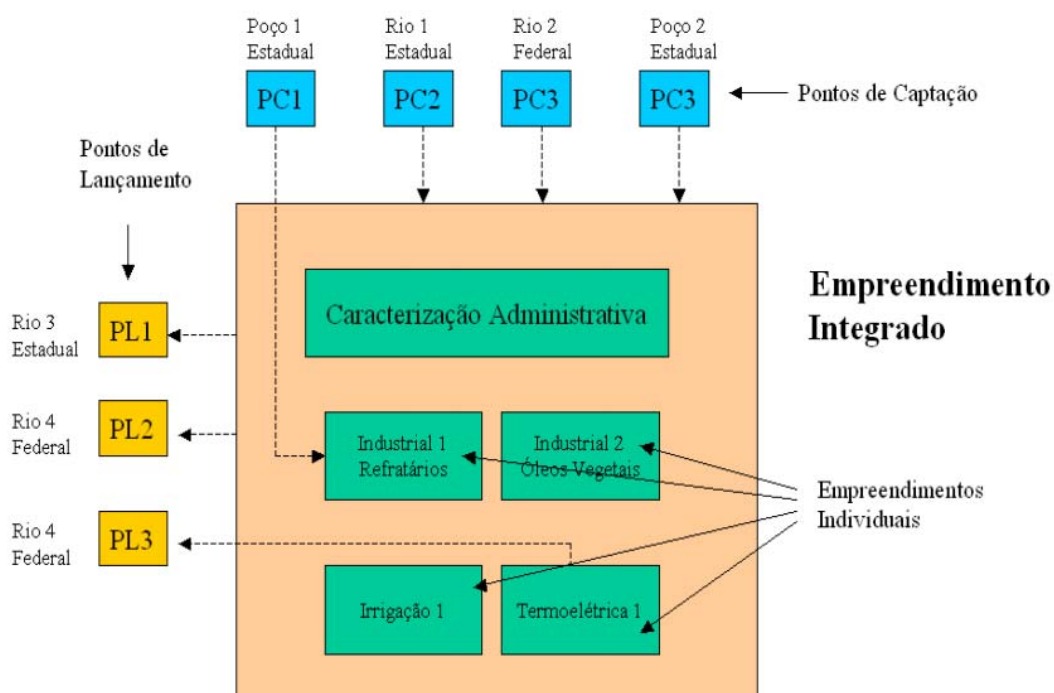 Poço 1
Estadual
Rio 1
Estadual
Rio 2
Federal
Poço 2
Estadual
PC1
PC2
PC3
PC3
Pontos de Captação
Pontos de
Lançamento
Caracterização Administrativa
Empreendimento
Integrado
Rio 3
Estadual
PL1
Rio 4
Federal
PL2
Industrial 1
Refratários
Industrial 2
Óleos Vegetais
Empreendimentos
Individuais
Rio 4
Federal
PL3
Irrigação 1
Termoelétrica 1